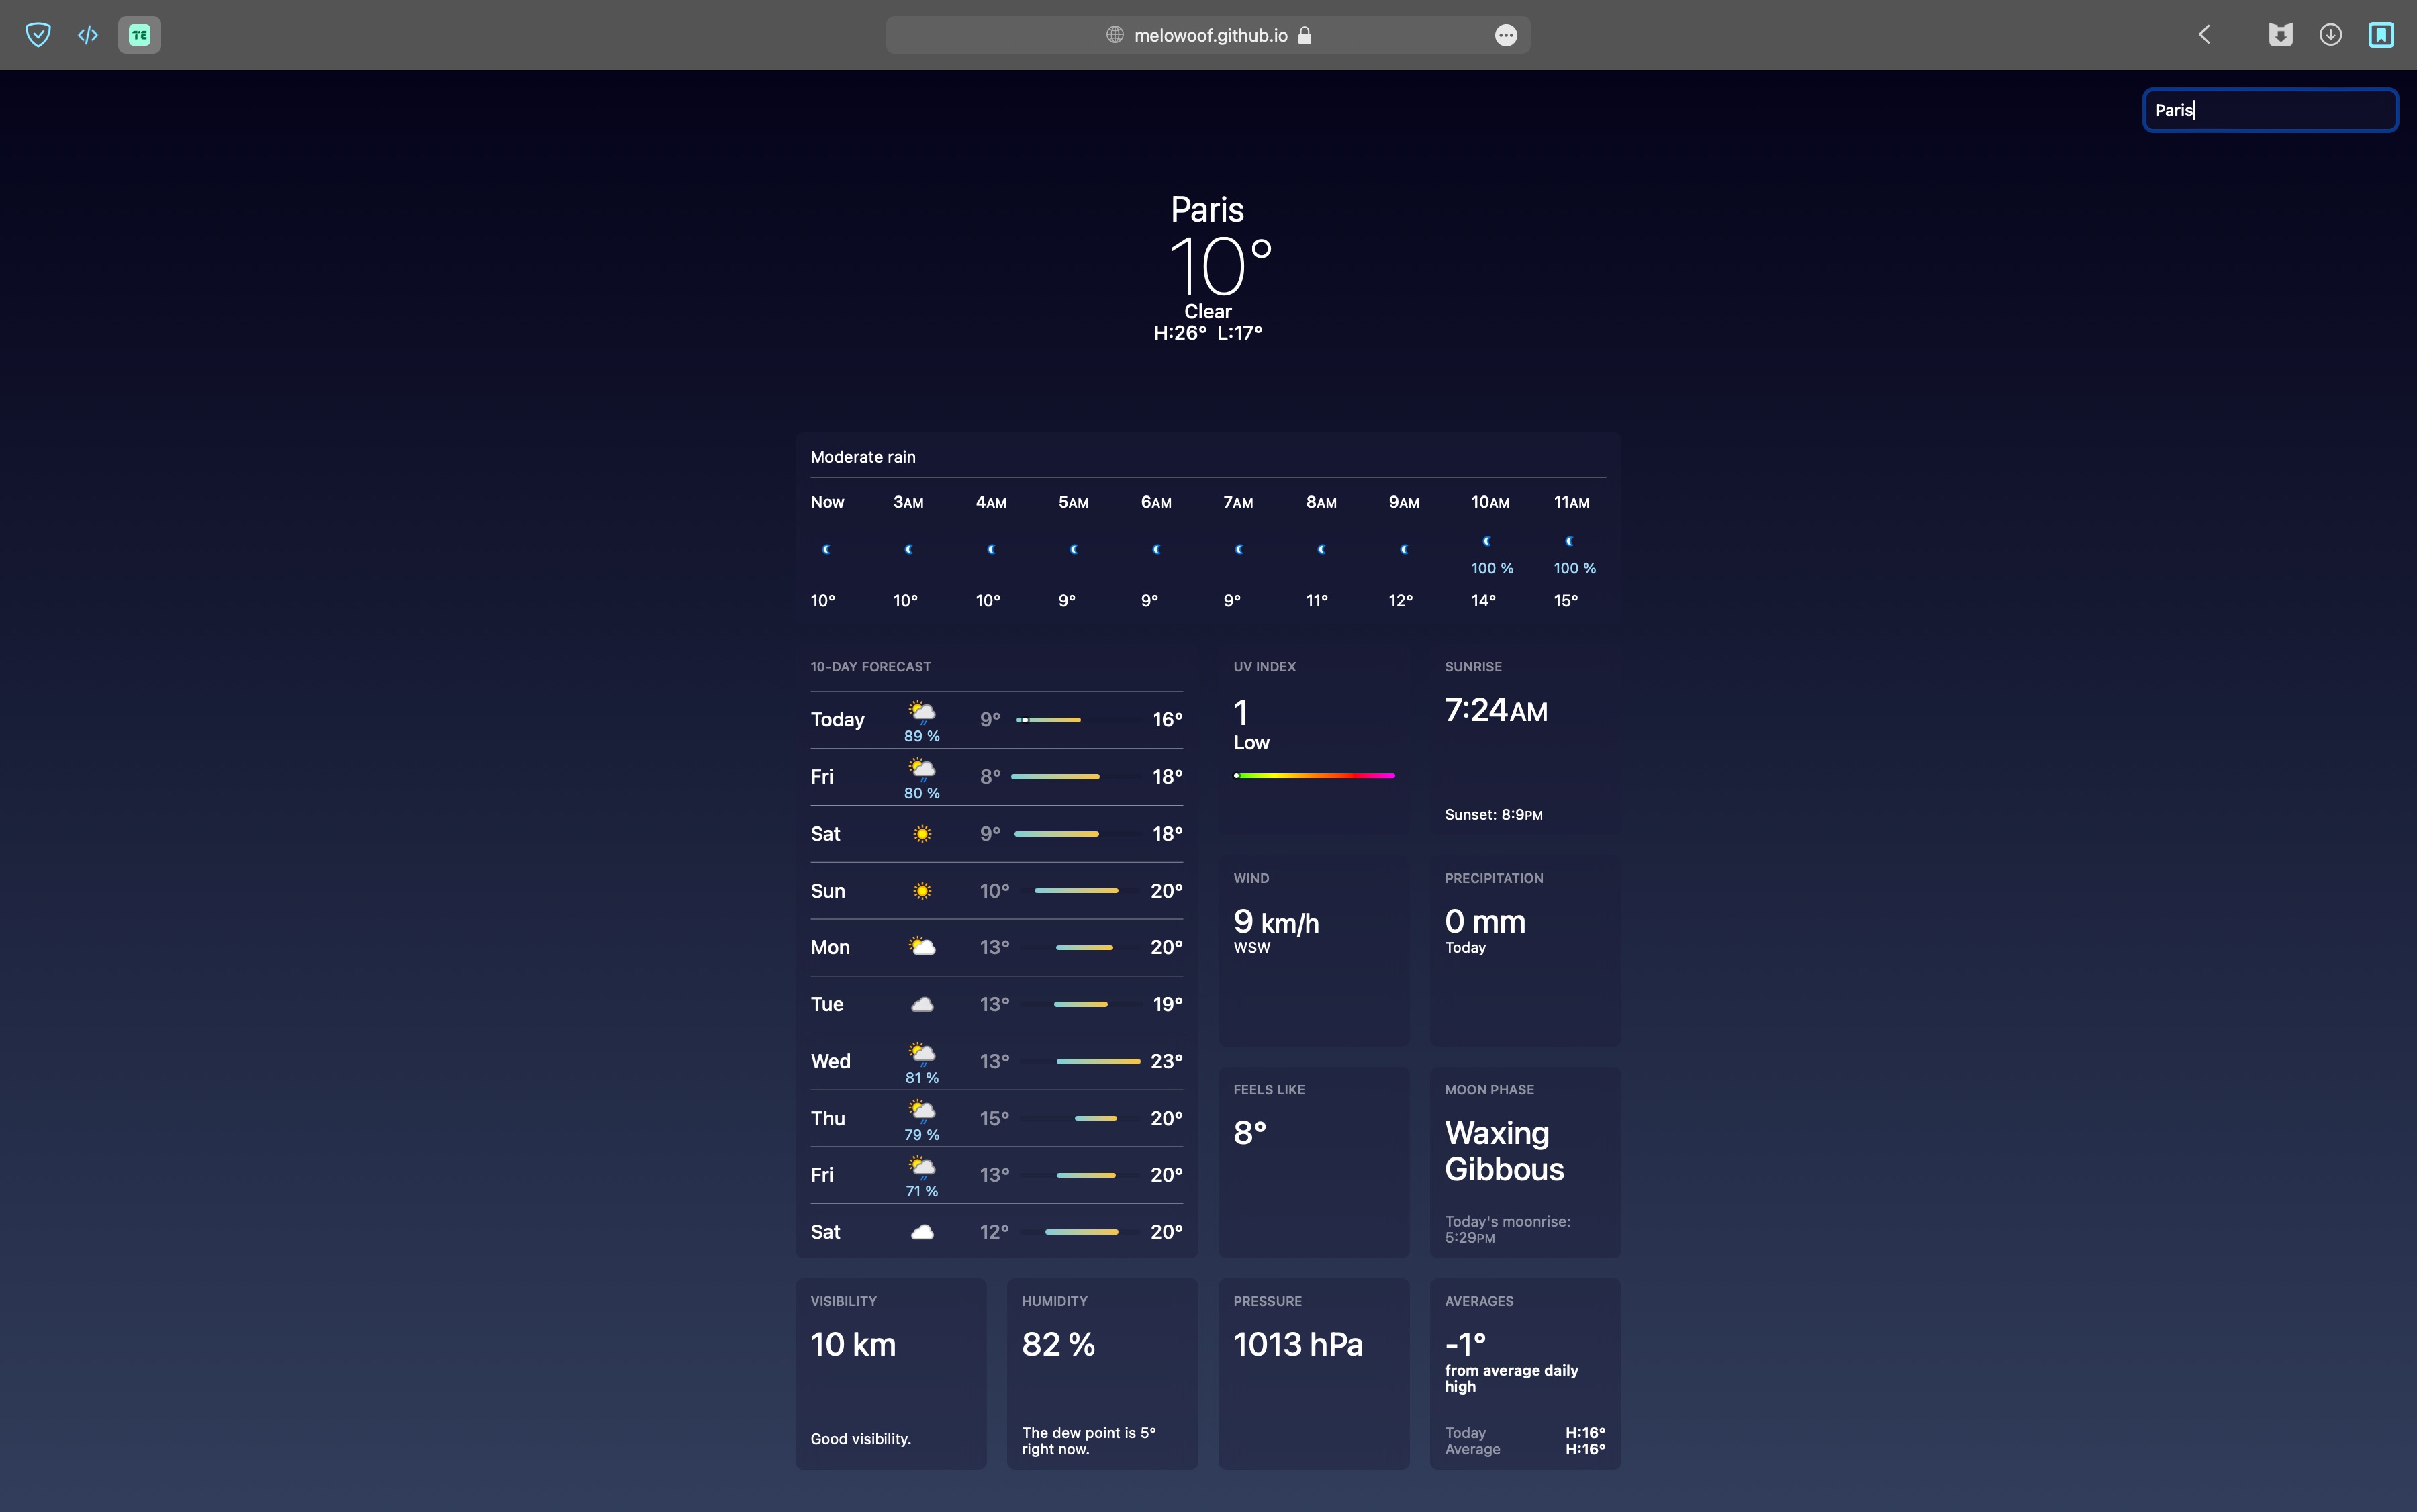 TE
melowoof.github.io
Paris
Paris
10°
Clear
H:26° L:17°
Moderate rain
Now 3AM 4AM 5AM 6AM 7AM 8AM 9AM 10AM 11AM
100 % 100 %
10° 10° 10° 9° 9° 9° 11° 12° 14° 15°
10-DAY FORECAST
Today 9° 16°
89 %
Fri 8° 18°
80 %
Sat 9° 18°
Sun 10° 20°
Mon 13° 20°
Tue 13° 19°
Wed 13° 23°
81 %
Thu 15° 20°
79 %
Fri 13° 20°
71 %
Sat 12° 20°
UV INDEX
1
Low
SUNRISE
7:24AM
Sunset: 8:9PM
WIND
9 km/h
WSW
PRECIPITATION
0 mm
Today
FEELS LIKE
8°
MOON PHASE
Waxing
Gibbous
Today's moonrise:
5:29PM
VISIBILITY
10 km
Good visibility.
HUMIDITY
82 %
The dew point is 5°
right now.
PRESSURE
1013 hPa
AVERAGES
-1°
from average daily
high
Today H:16°
Average H:16°